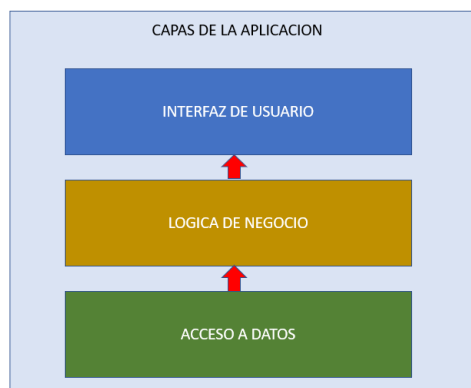 CAPAS DE LA APLICACION
INTERFAZ DE USUARIO
LOGICA DE NEGOCIO
ACCESO A DATOS